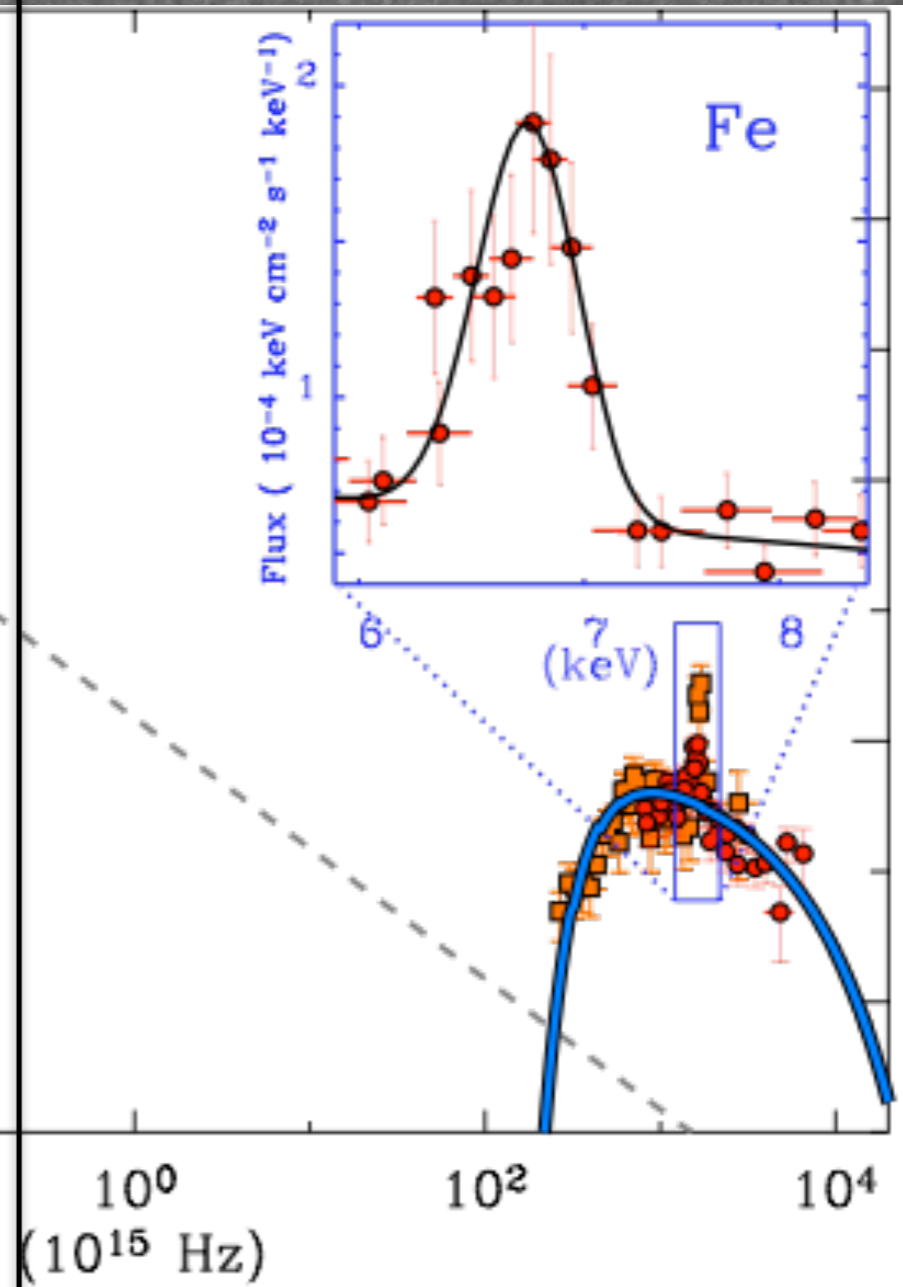 Flux ( 10⁻⁴ keV cm⁻² s⁻¹ keV⁻¹)
2
1
Fe
6 7 8
(keV)
10⁰ 10² 10⁴
(10¹⁵ Hz)